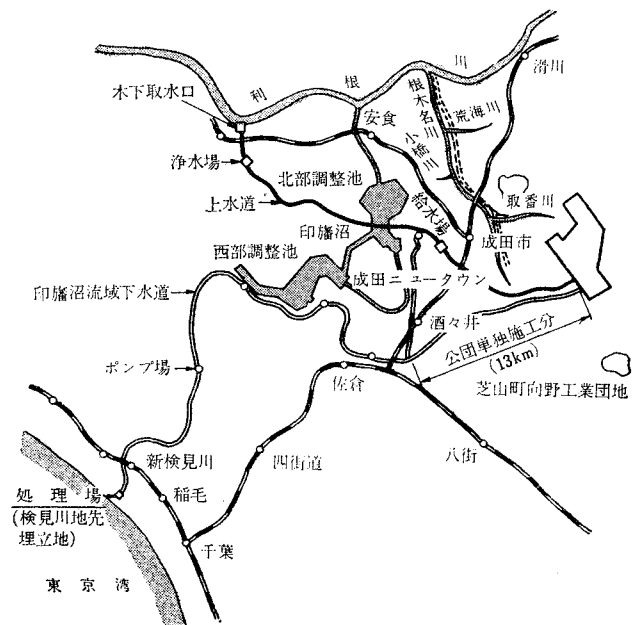 利根川
滑川
木下取水口
安食
根木名川
荒海川
小橋川
浄水場
北部調整池
取香川
上水道
給水場
印旛沼
成田市
西部調整池
成田ニュータウン
印旛沼流域下水道
酒々井
公団単独施工分
(13km)
ポンプ場
佐倉
芝山町向野工業団地
四街道
八街
新検見川
処理場
(検見川地先
埋立地)
稲毛
千葉
東京湾